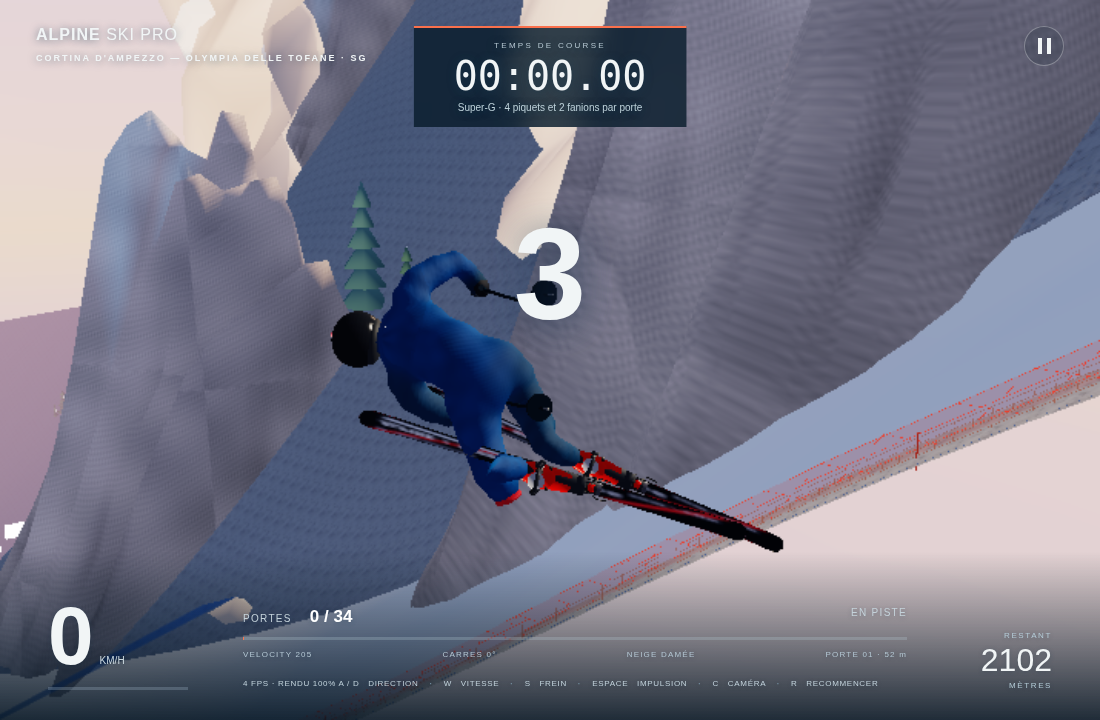 ALPINE SKI PRO
CORTINA D'AMPEZZO — OLYMPIA DELLE TOFANE · SG
TEMPS DE COURSE
00:00.00
Super-G · 4 piquets et 2 fanions par porte
3
0 KM/H
PORTES 0 / 34
EN PISTE
VELOCITY 205 CARRES 0° NEIGE DAMÉE PORTE 01 · 52 m
4 FPS · RENDU 100% A / D DIRECTION · W VITESSE · S FREIN · ESPACE IMPULSION · C CAMÉRA · R RECOMMENCER
RESTANT
2102
MÈTRES